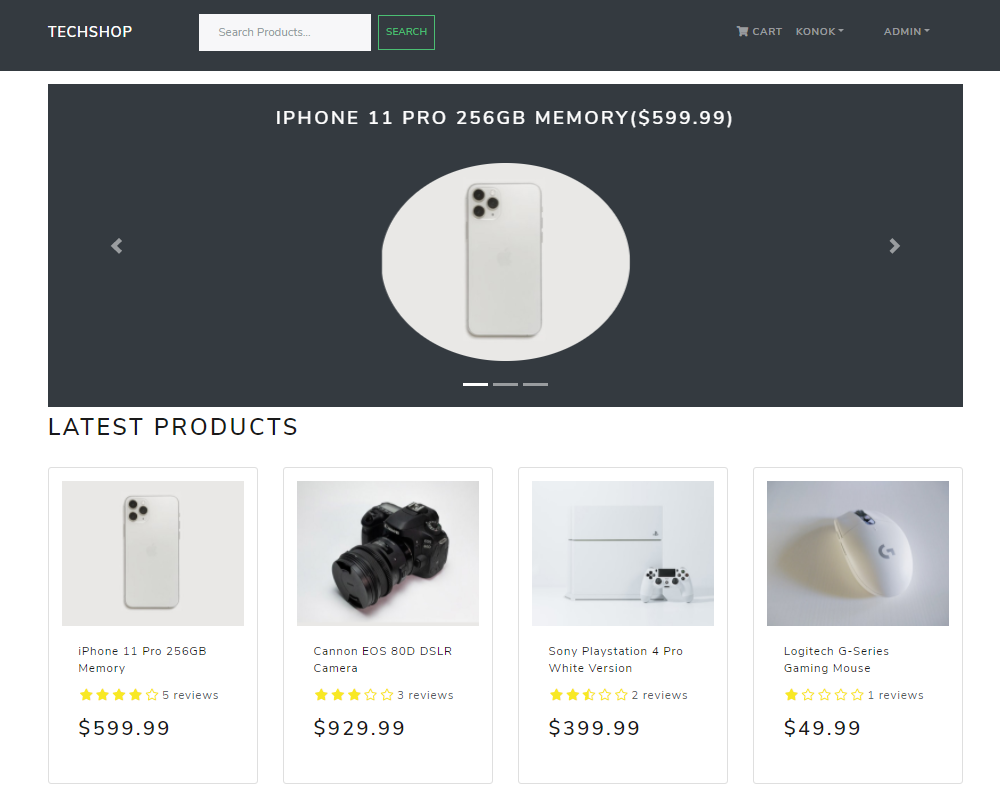 TECHSHOP
Search Products...
SEARCH
CART
KONOK
ADMIN
IPHONE 11 PRO 256GB MEMORY($599.99)
LATEST PRODUCTS
iPhone 11 Pro 256GB
Memory
5 reviews
$599.99
Canon
Cannon EOS 80D DSLR
Camera
3 reviews
$929.99
Sony Playstation 4 Pro
White Version
2 reviews
$399.99
G
Logitech G-Series
Gaming Mouse
1 reviews
$49.99